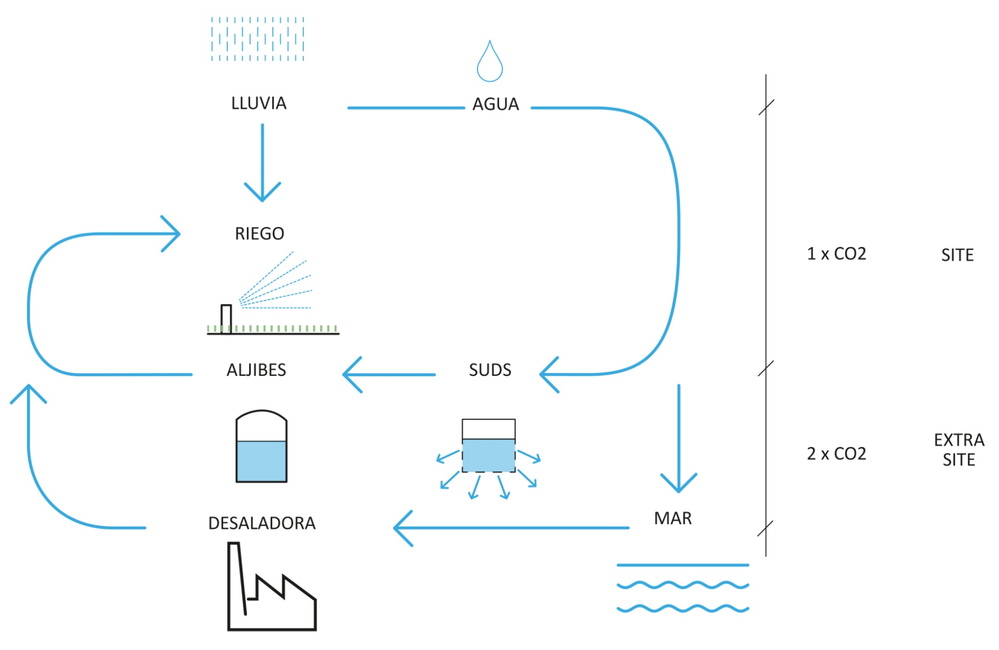 LLUVIA
AGUA
RIEGO
1 x CO2
SITE
ALJIBES
SUDS
EXTRA
SITE
2 x CO2
DESALADORA
MAR